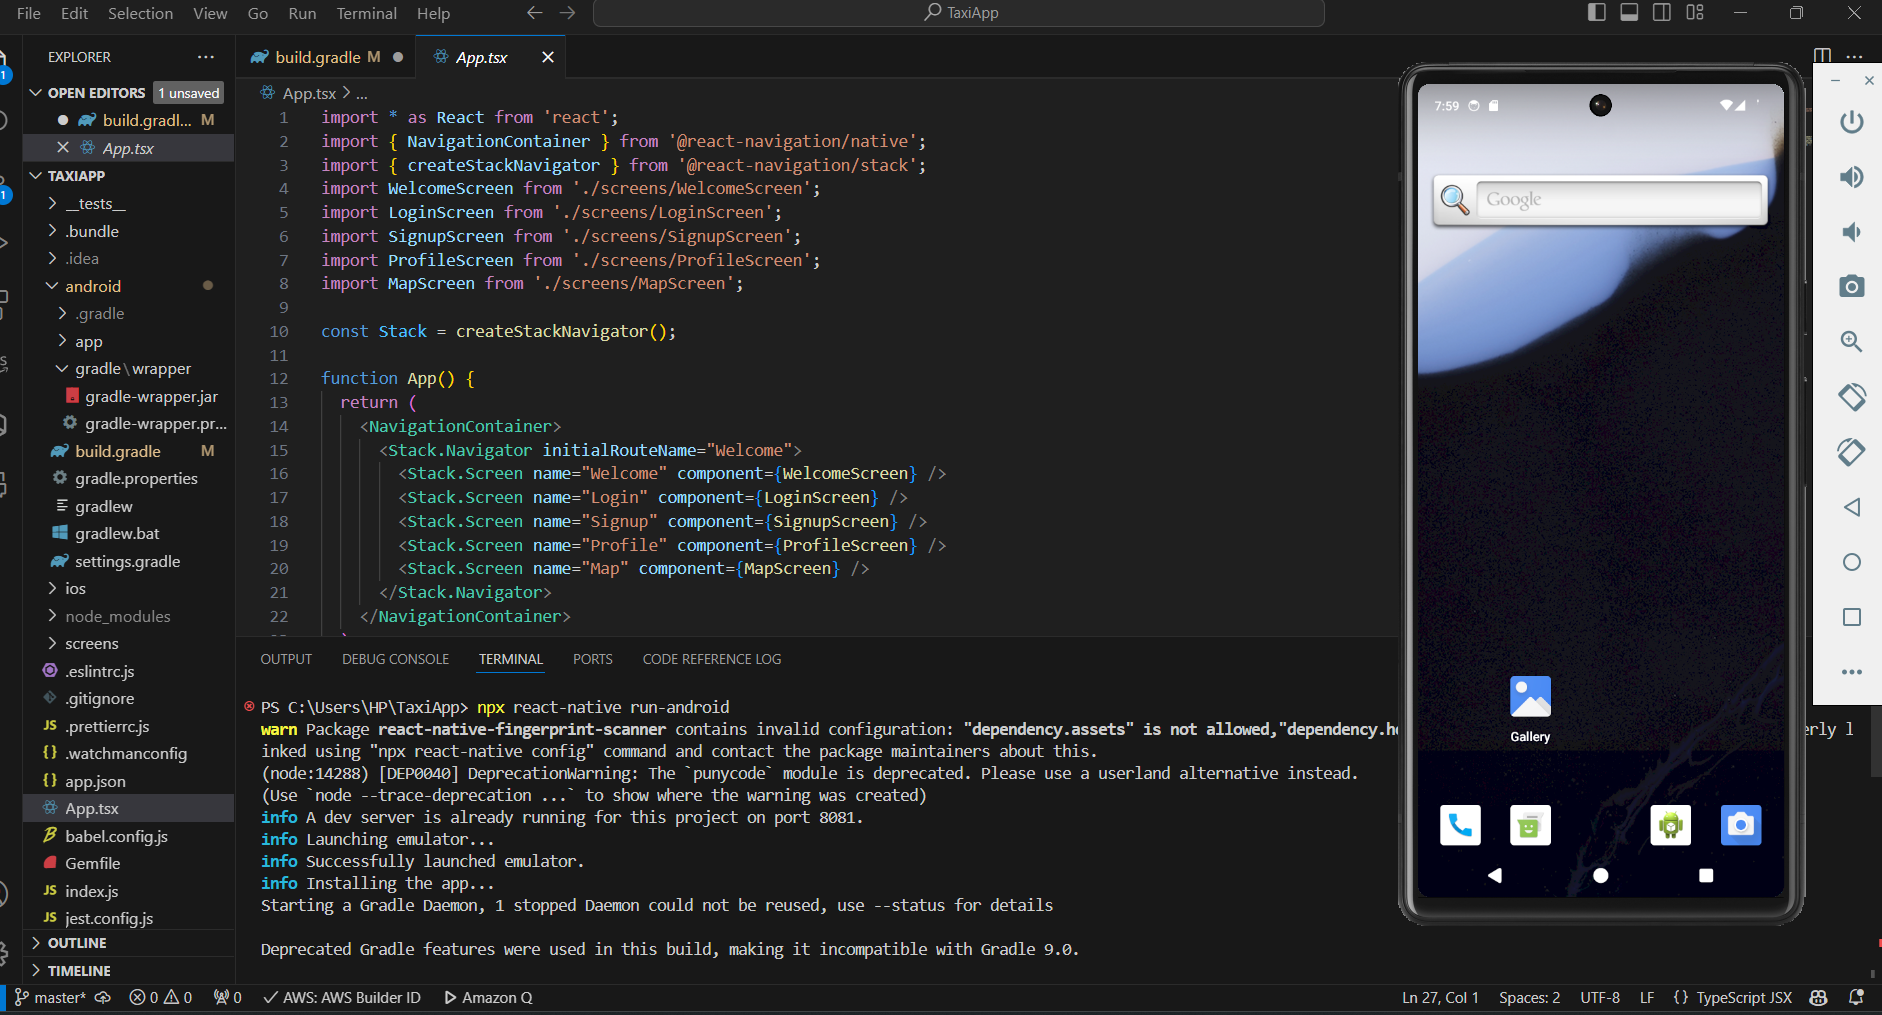 File Edit Selection View Go Run Terminal Help
TaxiApp
EXPLORER
OPEN EDITORS 1 unsaved
build.gradl... M
App.tsx
TAXIAPP
__tests__
.bundle
.idea
android
.gradle
app
gradle\wrapper
gradle-wrapper.jar
gradle-wrapper.pr...
build.gradle M
gradle.properties
gradlew
gradlew.bat
settings.gradle
ios
node_modules
screens
.eslintrc.js
.gitignore
JS .prettierrc.js
{} .watchmanconfig
{} app.json
App.tsx
babel.config.js
Gemfile
JS index.js
JS jest.config.js
OUTLINE
TIMELINE
build.gradle M
App.tsx
App.tsx > ...
1 import * as React from 'react';
2 import { NavigationContainer } from '@react-navigation/native';
3 import { createStackNavigator } from '@react-navigation/stack';
4 import WelcomeScreen from './screens/WelcomeScreen';
5 import LoginScreen from './screens/LoginScreen';
6 import SignupScreen from './screens/SignupScreen';
7 import ProfileScreen from './screens/ProfileScreen';
8 import MapScreen from './screens/MapScreen';
9
10 const Stack = createStackNavigator();
11
12 function App() {
13 return (
14 <NavigationContainer>
15 <Stack.Navigator initialRouteName="Welcome">
16 <Stack.Screen name="Welcome" component={WelcomeScreen} />
17 <Stack.Screen name="Login" component={LoginScreen} />
18 <Stack.Screen name="Signup" component={SignupScreen} />
19 <Stack.Screen name="Profile" component={ProfileScreen} />
20 <Stack.Screen name="Map" component={MapScreen} />
21 </Stack.Navigator>
22 </NavigationContainer>
OUTPUT DEBUG CONSOLE TERMINAL PORTS CODE REFERENCE LOG
PS C:\Users\HP\TaxiApp> npx react-native run-android
warn Package react-native-fingerprint-scanner contains invalid configuration: "dependency.assets" is not allowed,"dependency.h
inked using "npx react-native config" command and contact the package maintainers about this.
(node:14288) [DEP0040] DeprecationWarning: The `punycode` module is deprecated. Please use a userland alternative instead.
(Use `node --trace-deprecation ...` to show where the warning was created)
info A dev server is already running for this project on port 8081.
info Launching emulator...
info Successfully launched emulator.
info Installing the app...
Starting a Gradle Daemon, 1 stopped Daemon could not be reused, use --status for details
Deprecated Gradle features were used in this build, making it incompatible with Gradle 9.0.
7:59
Google
Gallery
erly l
master* 0 0 0 AWS: AWS Builder ID Amazon Q
Ln 27, Col 1 Spaces: 2 UTF-8 LF {} TypeScript JSX